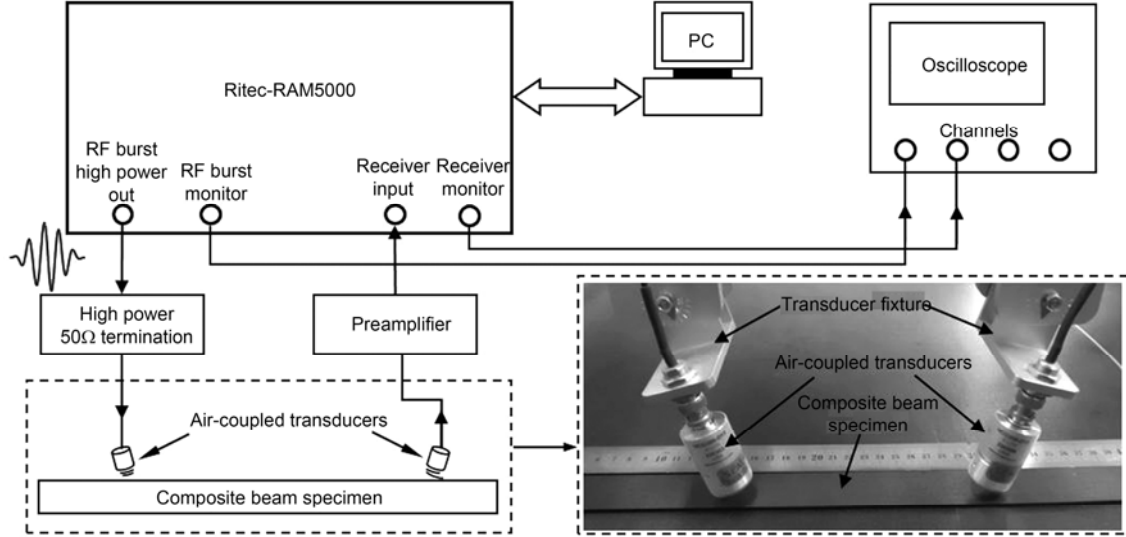 Ritec-RAM5000
PC
Oscilloscope
Channels
RF burst
high power
out
RF burst
monitor
Receiver
input
Receiver
monitor
High power
50Ω termination
Preamplifier
Air-coupled transducers
Composite beam specimen
Transducer fixture
Air-coupled transducers
Composite beam
specimen